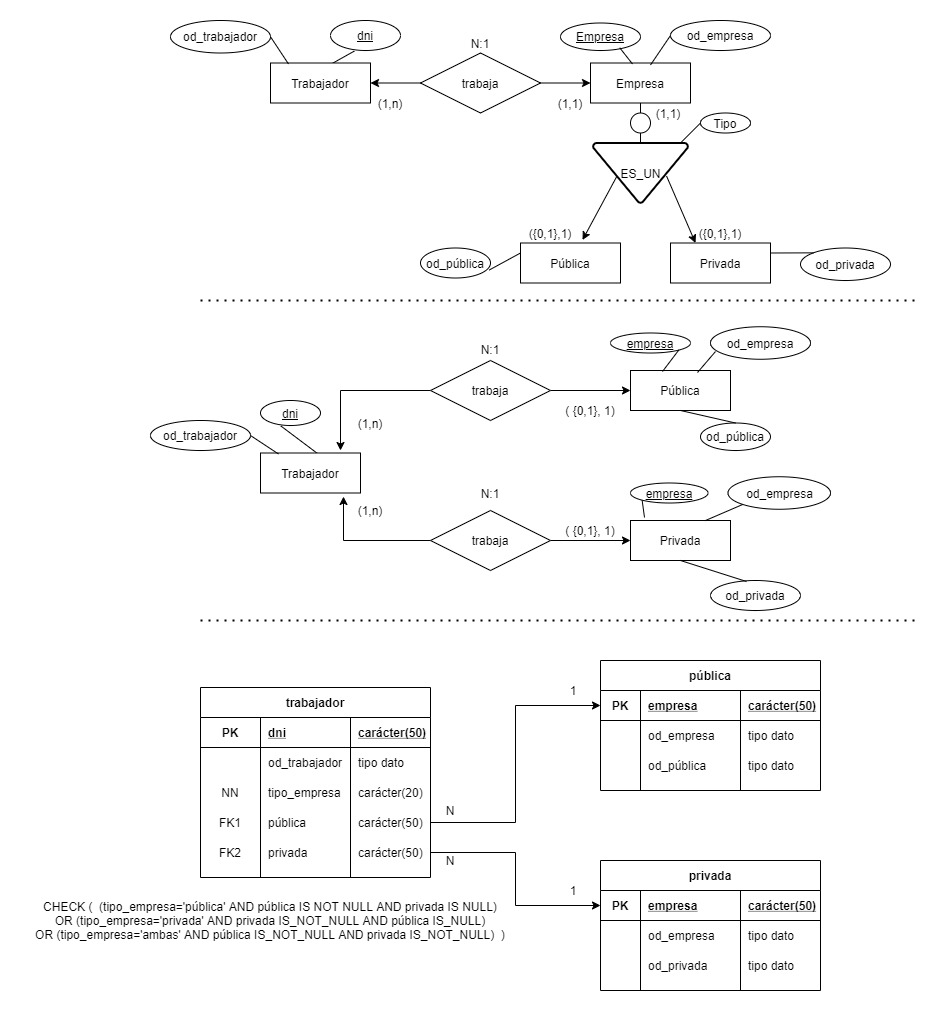 od_trabajador
dni
N:1
Empresa
od_empresa
Trabajador
trabaja
Empresa
(1,n)
(1,1)
(1,1)
Tipo
ES_UN
({0,1},1)
({0,1},1)
od_pública
Pública
Privada
od_privada
N:1
empresa
od_empresa
trabaja
Pública
( {0,1}, 1)
(1,n)
dni
od_trabajador
od_pública
Trabajador
(1,n)
N:1
empresa
od_empresa
( {0,1}, 1)
trabaja
Privada
od_privada
trabajador
PK dni carácter(50)
od_trabajador tipo dato
NN tipo_empresa carácter(20)
FK1 pública carácter(50)
FK2 privada carácter(50)
N
N
1
1
pública
PK empresa carácter(50)
od_empresa tipo dato
od_pública tipo dato
privada
PK empresa carácter(50)
od_empresa tipo dato
od_privada tipo dato
CHECK ( (tipo_empresa='pública' AND pública IS NOT NULL AND privada IS NULL)
OR (tipo_empresa='privada' AND privada IS_NOT_NULL AND pública IS_NULL)
OR (tipo_empresa='ambas' AND pública IS_NOT_NULL AND privada IS_NOT_NULL) )